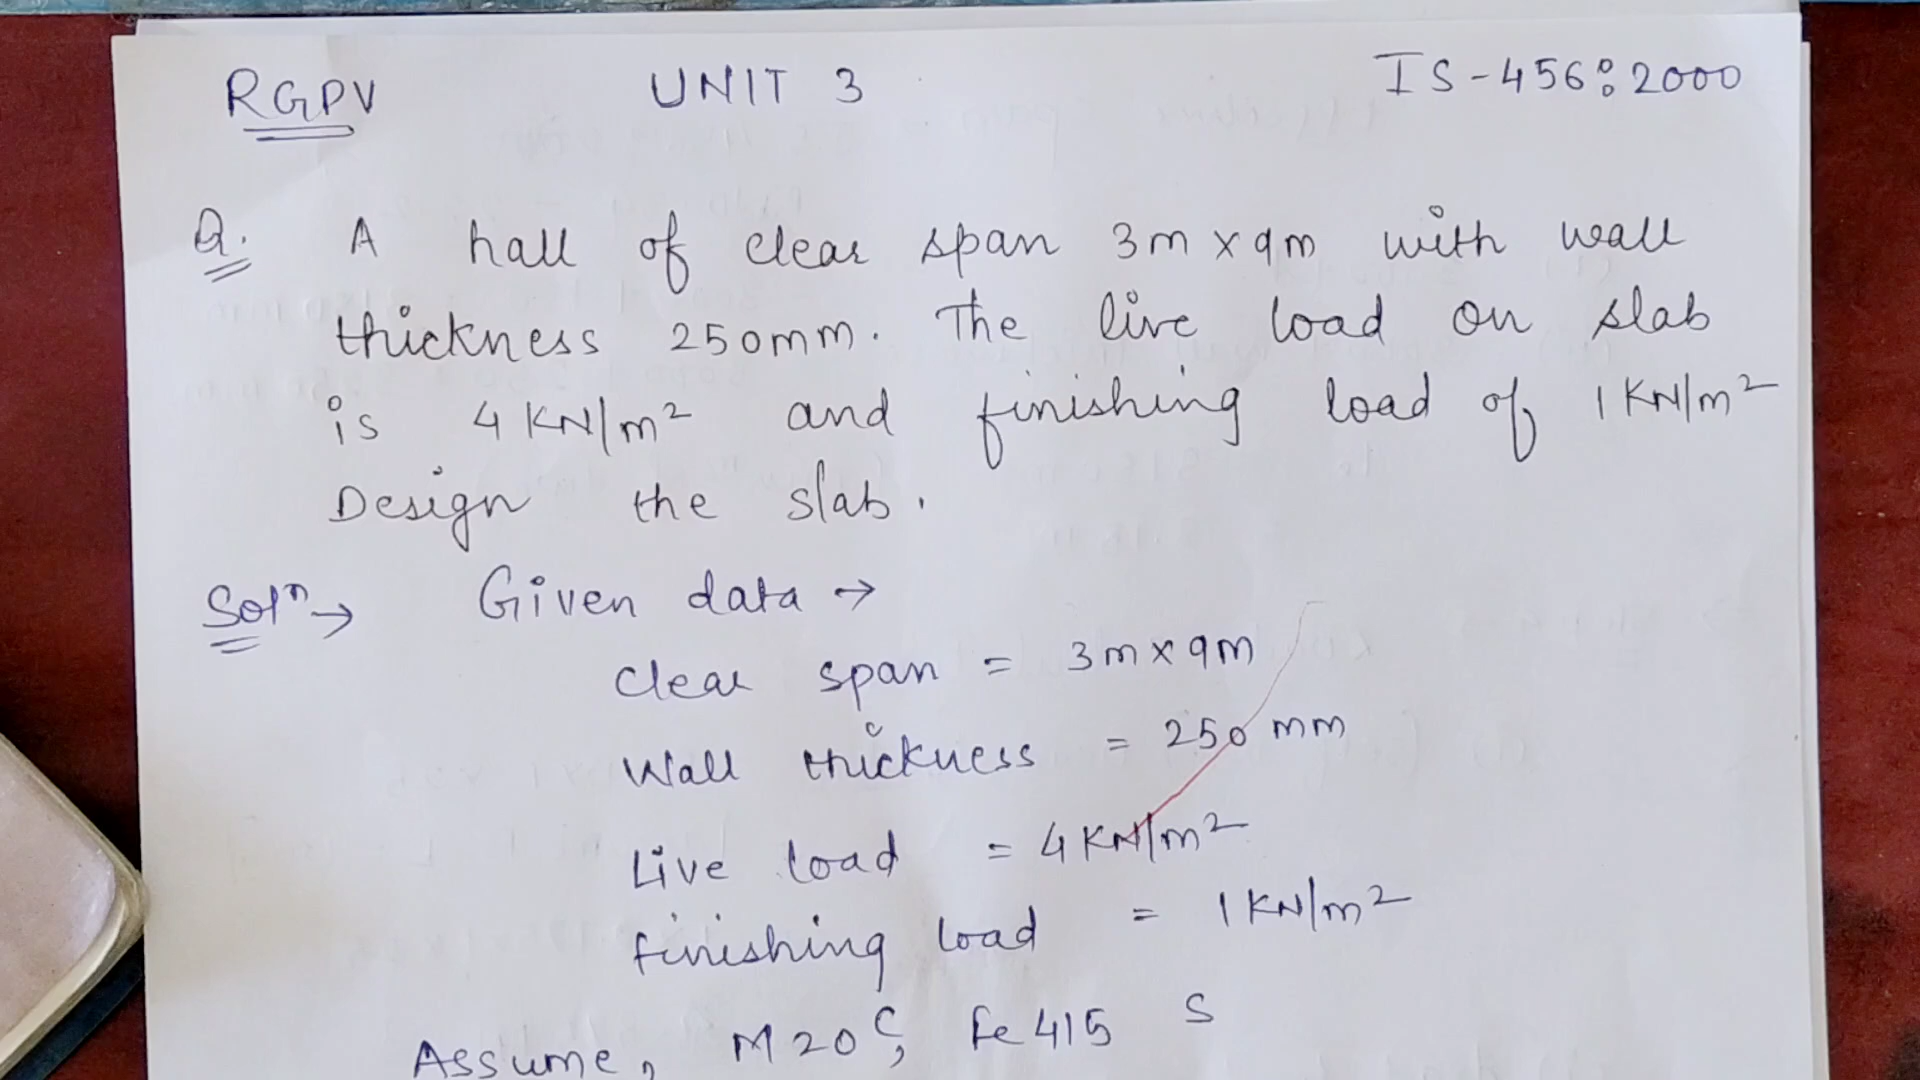 RGPV UNIT 3 IS-456:2000
Q. A hall of clear span 3m x 9m with wall
thickness 250mm. The live load on slab
is 4 KN/m² and finishing load of 1 KN/m²
Design the slab.
Solⁿ → Given data →
clear span = 3m x 9m
Wall thickness = 250 mm
Live load = 4 KN/m²
finishing load = 1 KN/m²
Assume, M20 C, Fe 415 S